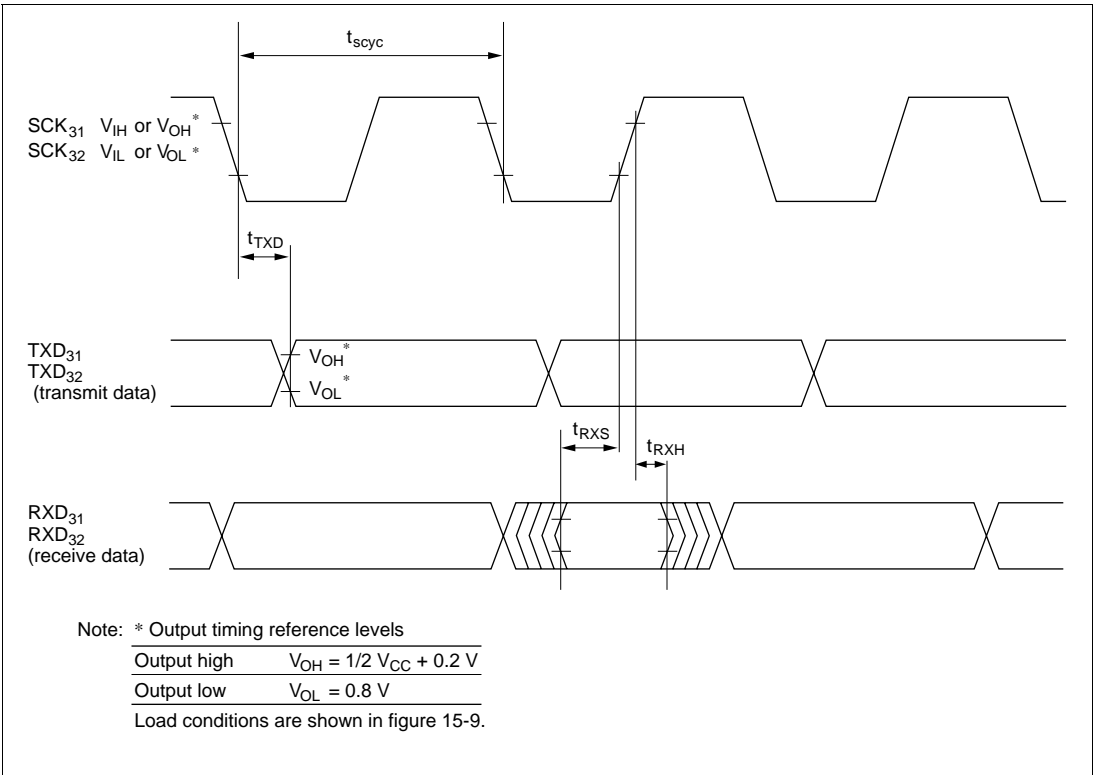 tscyc
SCK31 VIH or VOH*
SCK32 VIL or VOL *
tTXD
TXD31
TXD32
(transmit data)
VOH*
VOL*
tRXS
tRXH
RXD31
RXD32
(receive data)
Note: * Output timing reference levels
Output high VOH = 1/2 VCC + 0.2 V
Output low VOL = 0.8 V
Load conditions are shown in figure 15-9.